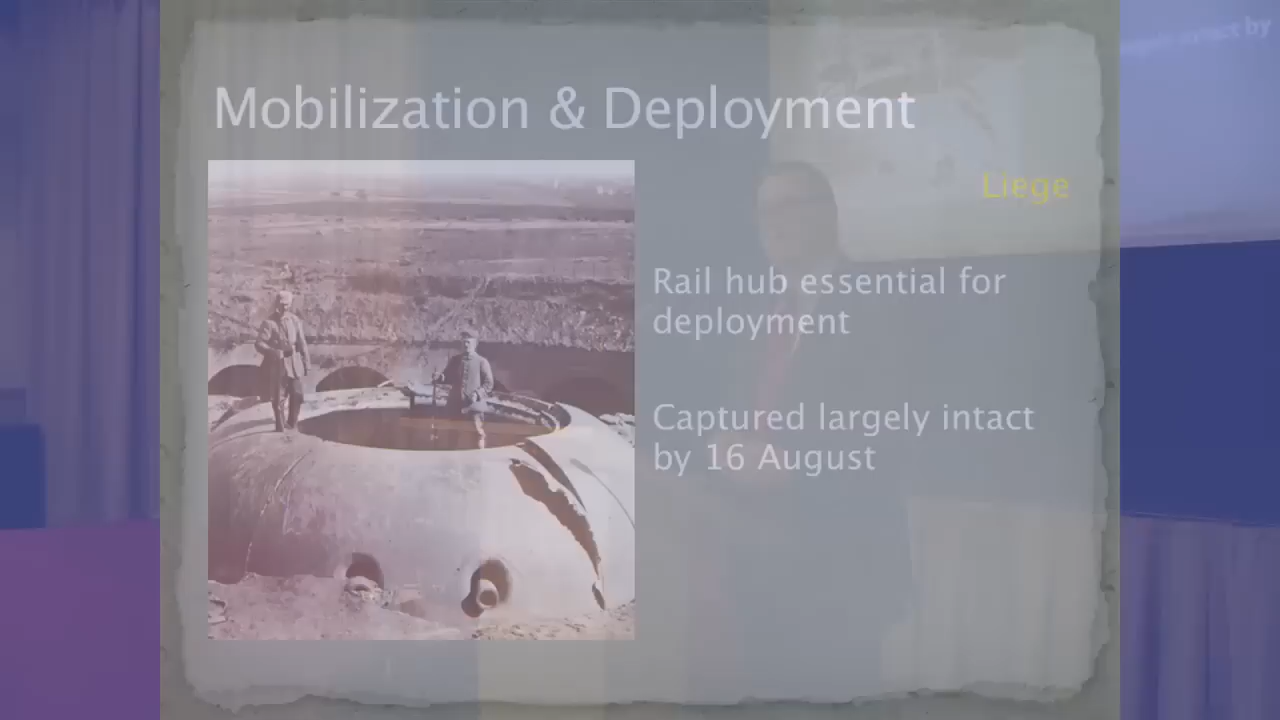 Mobilization & Deployment
Liege
Rail hub essential for
deployment
Captured largely intact
by 16 August